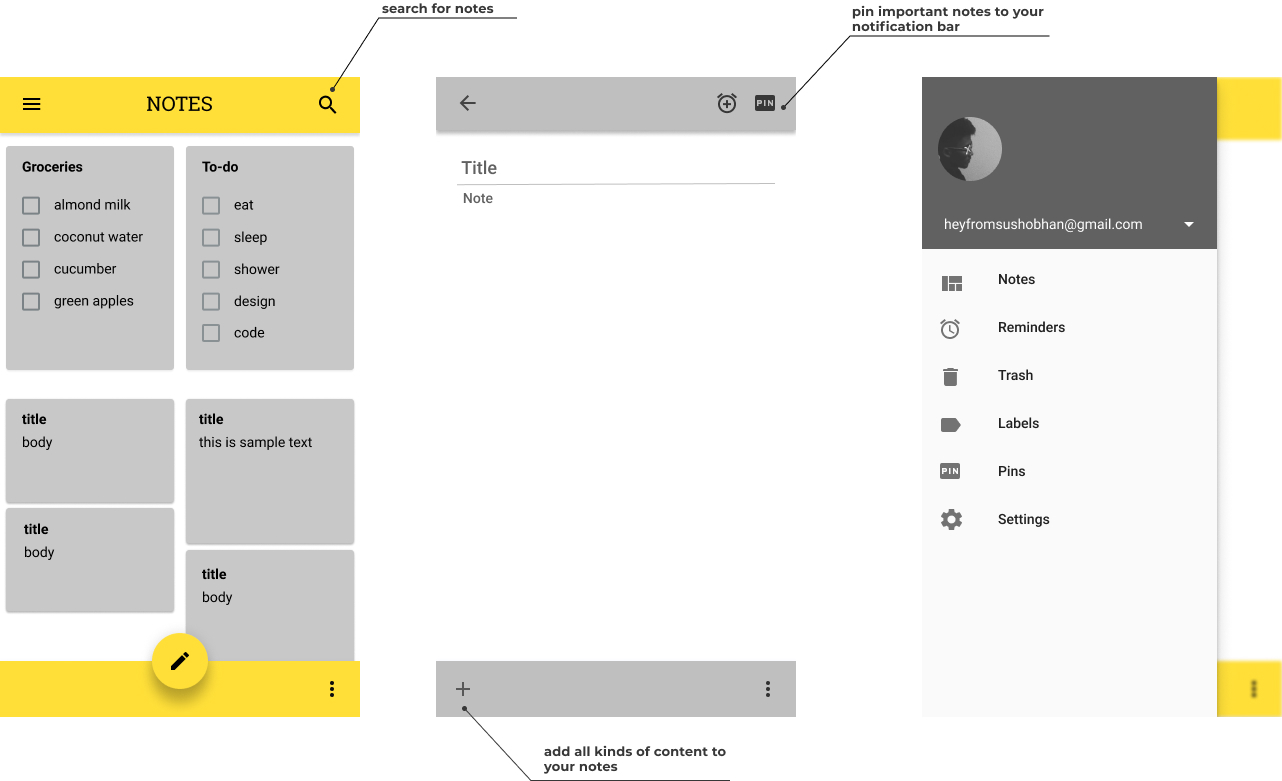 search for notes
pin important notes to your
notification bar
NOTES
Groceries
almond milk
coconut water
cucumber
green apples
To-do
eat
sleep
shower
design
code
title
body
title
this is sample text
title
body
title
body
PIN
Title
Note
add all kinds of content to
your notes
heyfromsushobhan@gmail.com
Notes
Reminders
Trash
Labels
PIN
Pins
Settings